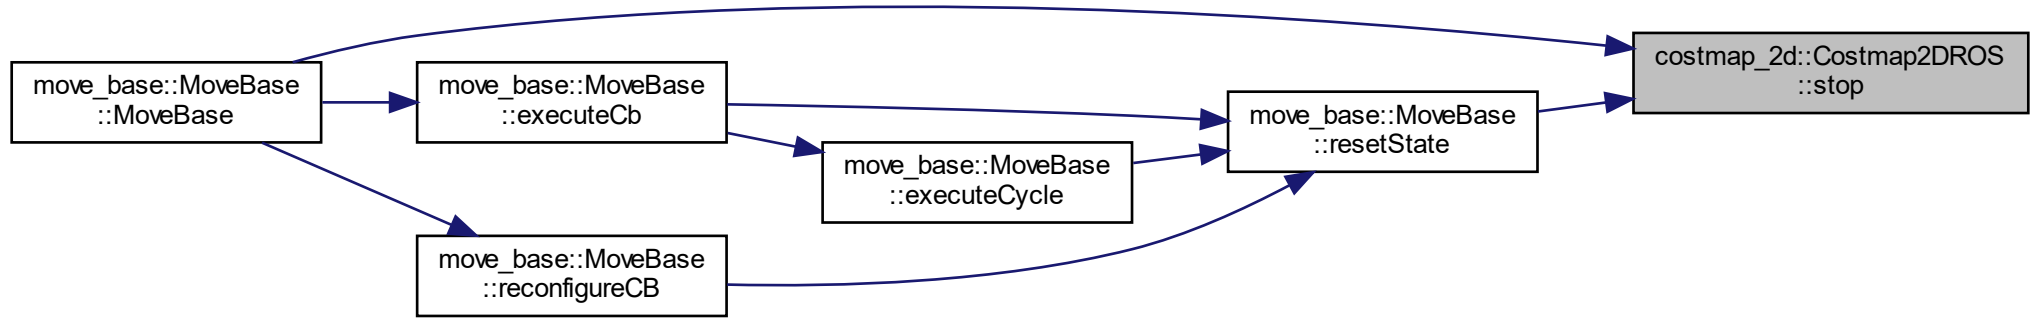 move_base::MoveBase
::MoveBase
move_base::MoveBase
::executeCb
move_base::MoveBase
::reconfigureCB
move_base::MoveBase
::executeCycle
move_base::MoveBase
::resetState
costmap_2d::Costmap2DROS
::stop